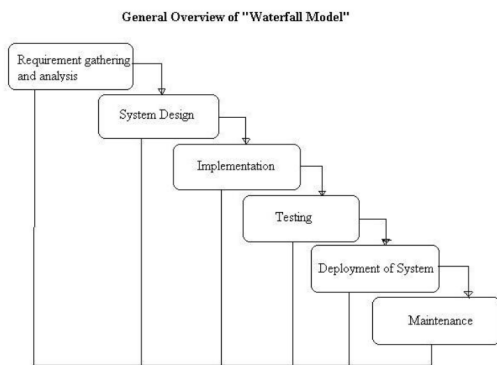 General Overview of "Waterfall Model"
Requirement gathering
and analysis
System Design
Implementation
Testing
Deployment of System
Maintenance